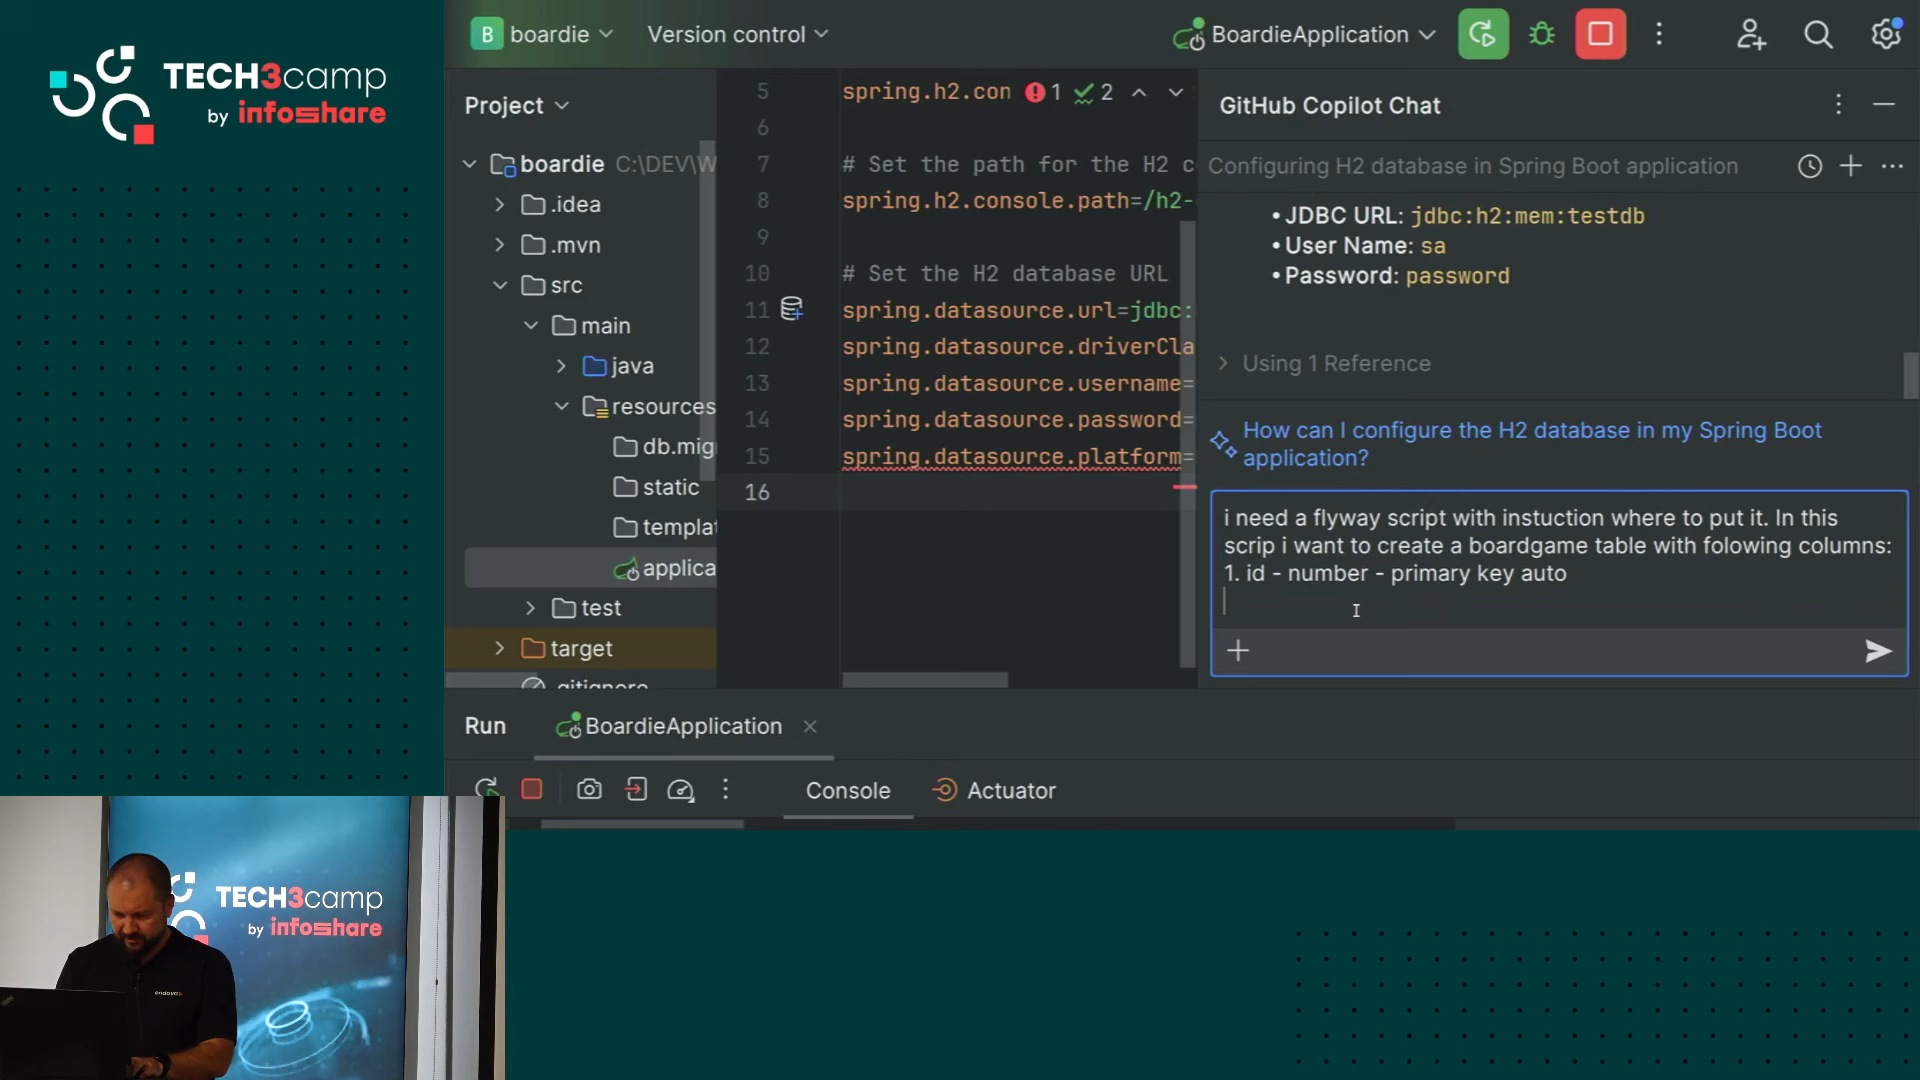 TECH3camp
by infoshare
B boardie
Version control
BoardieApplication
Project
boardie C:\DEV\W
.idea
.mvn
src
main
java
resources
db.mig
static
templat
applica
test
target
.gitignore
5 spring.h2.con 1 2
6
7 # Set the path for the H2 c
8 spring.h2.console.path=/h2-
9
10 # Set the H2 database URL
11 spring.datasource.url=jdbc:
12 spring.datasource.driverCla
13 spring.datasource.username=
14 spring.datasource.password=
15 spring.datasource.platform=
16
GitHub Copilot Chat
Configuring H2 database in Spring Boot application
• JDBC URL: jdbc:h2:mem:testdb
• User Name: sa
• Password: password
Using 1 Reference
How can I configure the H2 database in my Spring Boot
application?
i need a flyway script with instuction where to put it. In this
scrip i want to create a boardgame table with folowing columns:
1. id - number - primary key auto
Run BoardieApplication
Console Actuator
TECH3camp
by infoshare
endava